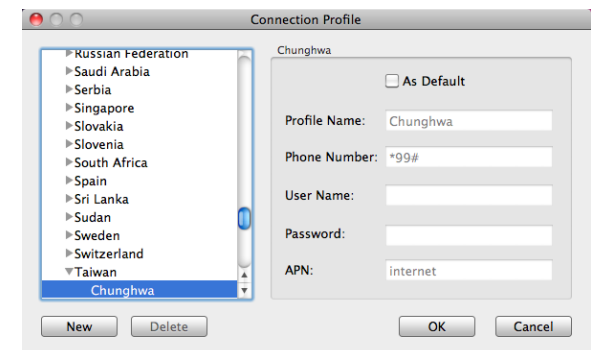 Connection Profile
Russian Federation
Saudi Arabia
Serbia
Singapore
Slovakia
Slovenia
South Africa
Spain
Sri Lanka
Sudan
Sweden
Switzerland
Taiwan
Chunghwa
Chunghwa
As Default
Profile Name: Chunghwa
Phone Number: *99#
User Name:
Password:
APN: internet
New Delete OK Cancel